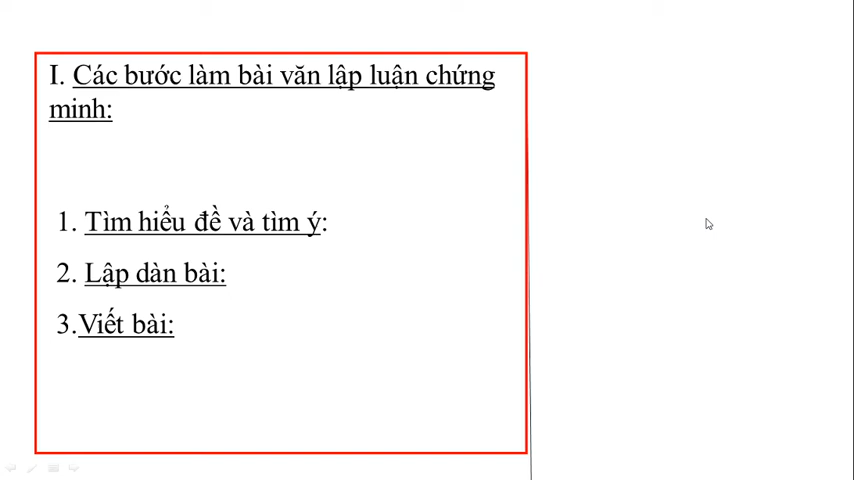 I. Các bước làm bài văn lập luận chứng
minh:
1. Tìm hiểu đề và tìm ý:
2. Lập dàn bài:
3.Viết bài: